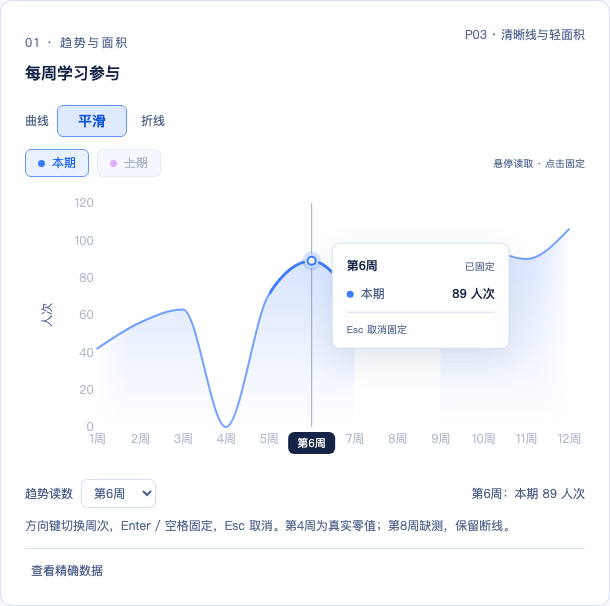 01 · 趋势与面积
P03 · 清晰线与轻面积
每周学习参与
曲线 平滑 折线
本期 上期
悬停读取 · 点击固定
120
100
80
60
40
20
0
人次
第6周 已固定
本期 89 人次
Esc 取消固定
1周 2周 3周 4周 5周 第6周 7周 8周 9周 10周 11周 12周
趋势读数 第6周
第6周：本期 89 人次
方向键切换周次，Enter / 空格固定，Esc 取消。第4周为真实零值；第8周缺测，保留断线。
查看精确数据